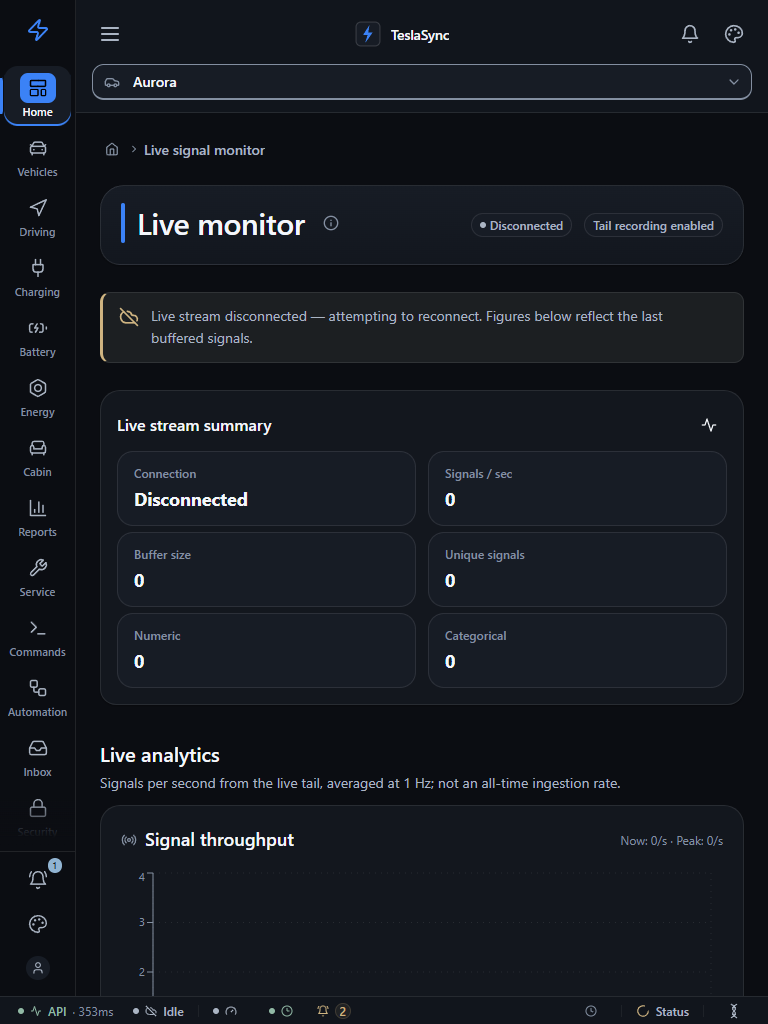 TeslaSync
Aurora
Home
Vehicles
Driving
Charging
Battery
Energy
Cabin
Reports
Service
Commands
Automation
Inbox
Security
1
Live signal monitor
Live monitor
Disconnected
Tail recording enabled
Live stream disconnected — attempting to reconnect. Figures below reflect the last
buffered signals.
Live stream summary
Connection
Disconnected
Signals / sec
0
Buffer size
0
Unique signals
0
Numeric
0
Categorical
0
Live analytics
Signals per second from the live tail, averaged at 1 Hz; not an all-time ingestion rate.
Signal throughput
Now: 0/s · Peak: 0/s
4
3
2
API · 353ms
Idle
2
Status